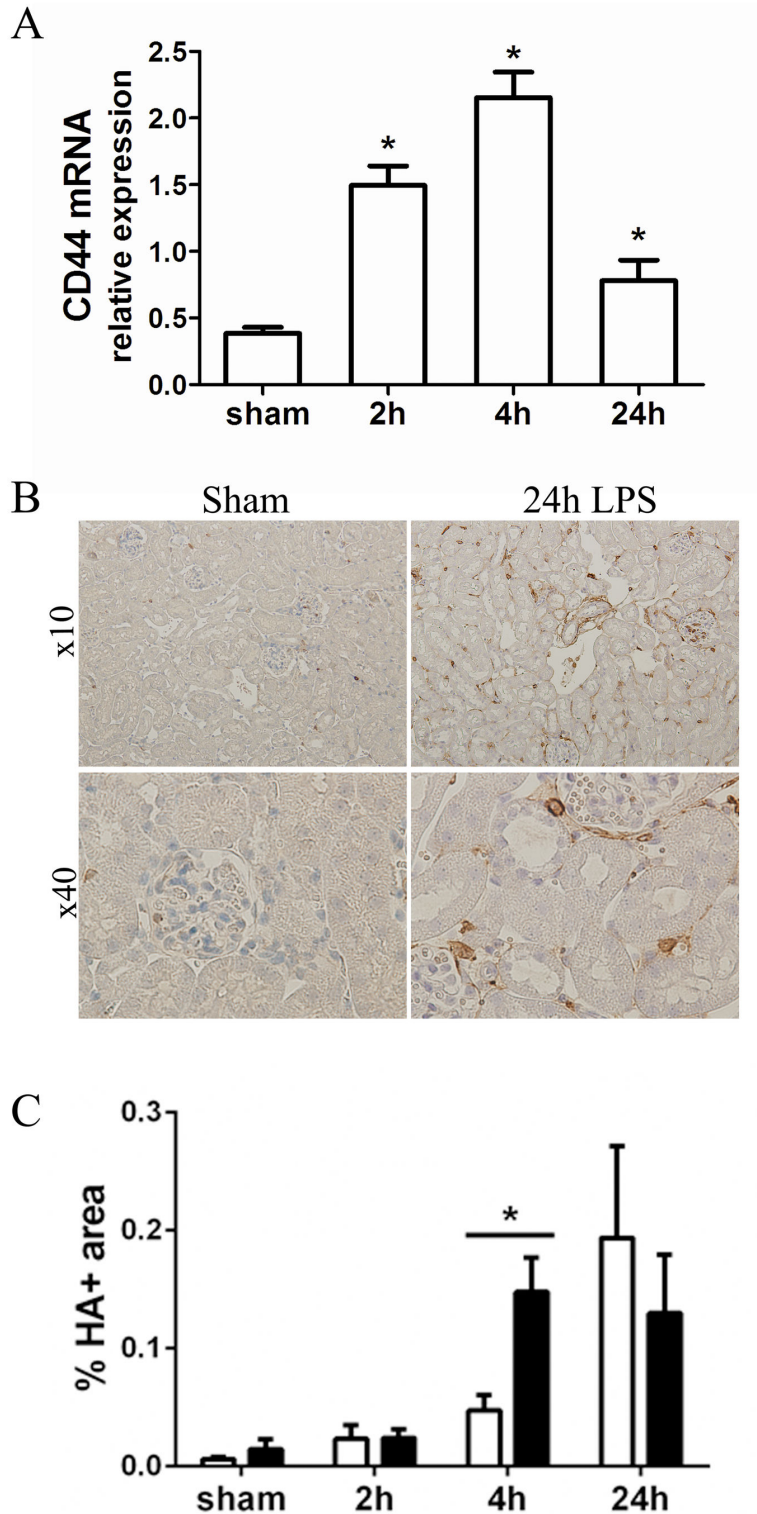 A
CD44 mRNA
relative expression
2.5
2.0
1.5
1.0
0.5
0.0
*
*
*
sham 2h 4h 24h
B
Sham 24h LPS
x10
x40
C
% HA+ area
0.3
0.2
0.1
0.0
*
sham 2h 4h 24h